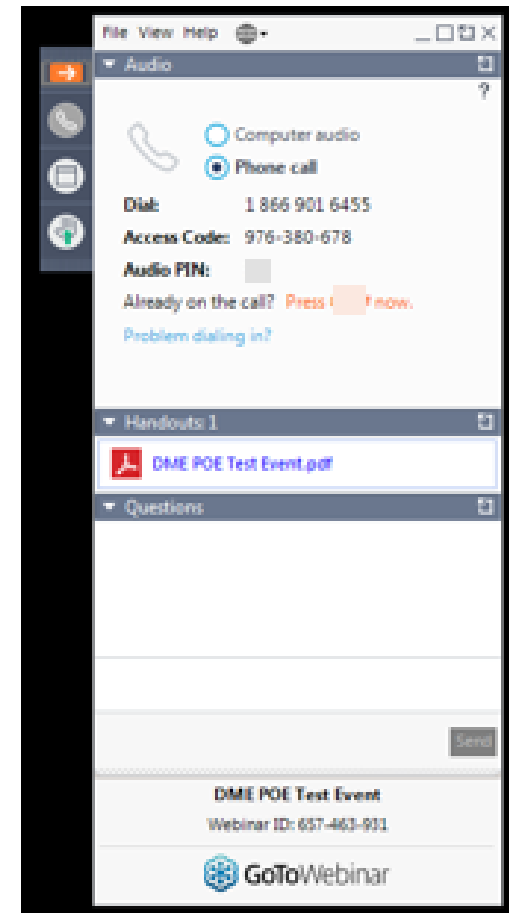 File View Help
Audio
?
Computer audio
Phone call
Dial: 1 866 901 6455
Access Code: 976-380-678
Audio PIN:
Already on the call? Press # now.
Problem dialing in?
Handouts: 1
DME POE Test Event.pdf
Questions
Send
DME POE Test Event
Webinar ID: 657-463-931
GoToWebinar